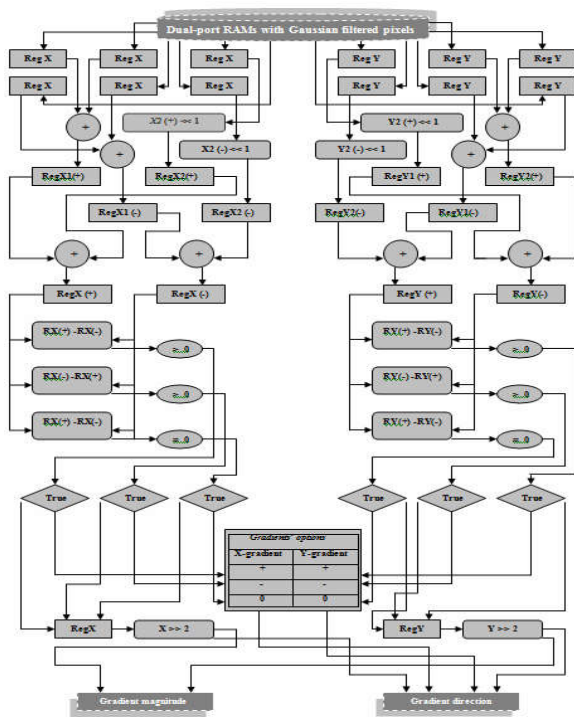 Dual-port RAMs with Gaussian filtered pixels
Reg X Reg X Reg X Reg Y Reg Y Reg Y
Reg X Reg X Reg X Reg Y Reg Y Reg Y
X2 (+) << 1 Y2 (+) << 1
+ +
X2 (-) << 1 Y2 (-) << 1
+ +
RegX1(+) RegX2(+) RegY1 (+) RegY2(+)
RegX1 (-) RegX2 (-) RegY2(-) RegY1(-)
+ + + +
RegX (+) RegX (-) RegY (+) RegY(-)
RX(+) -RX(-) RY(+) -RY(-)
RX(-) -RX(+) RY(-) -RY(+)
RX(+) -RX(-) RY(+) -RY(-)
True True True True True True
Gradients' options
X-gradient Y-gradient
+ +
- -
0 0
RegX X >> 2 RegY Y >> 2
Gradient magnitude Gradient direction